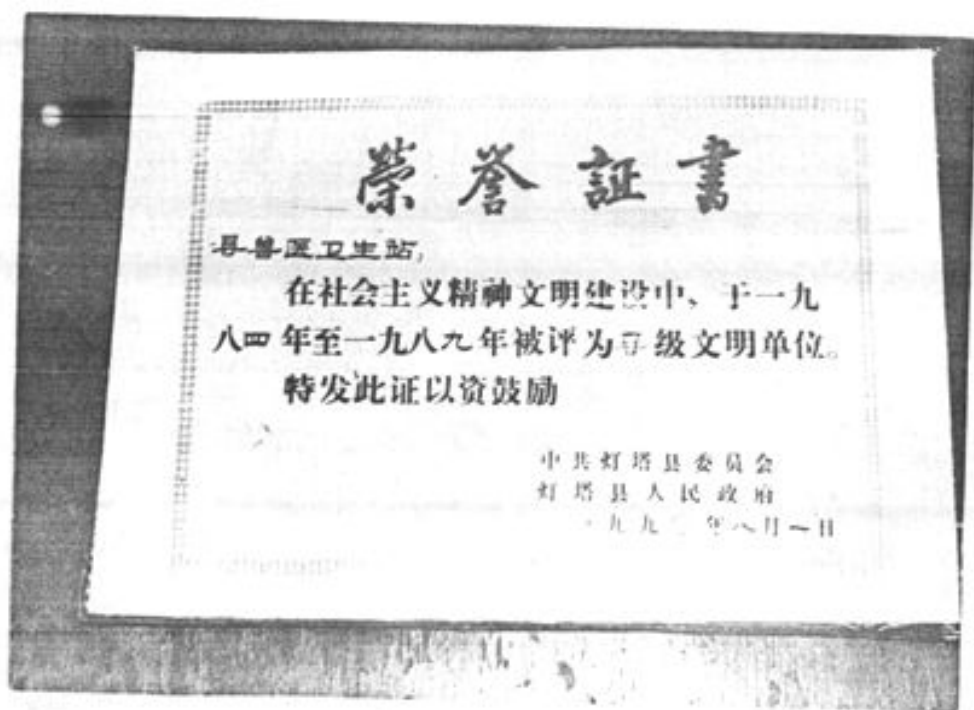 榮誉証書
县兽医卫生站,
在社会主义精神文明建设中、于一九
八四年至一九八九年被评为级文明单位。
特发此证以资鼓励
中共灯塔县委员会
灯塔县人民政府
九九年八月一日